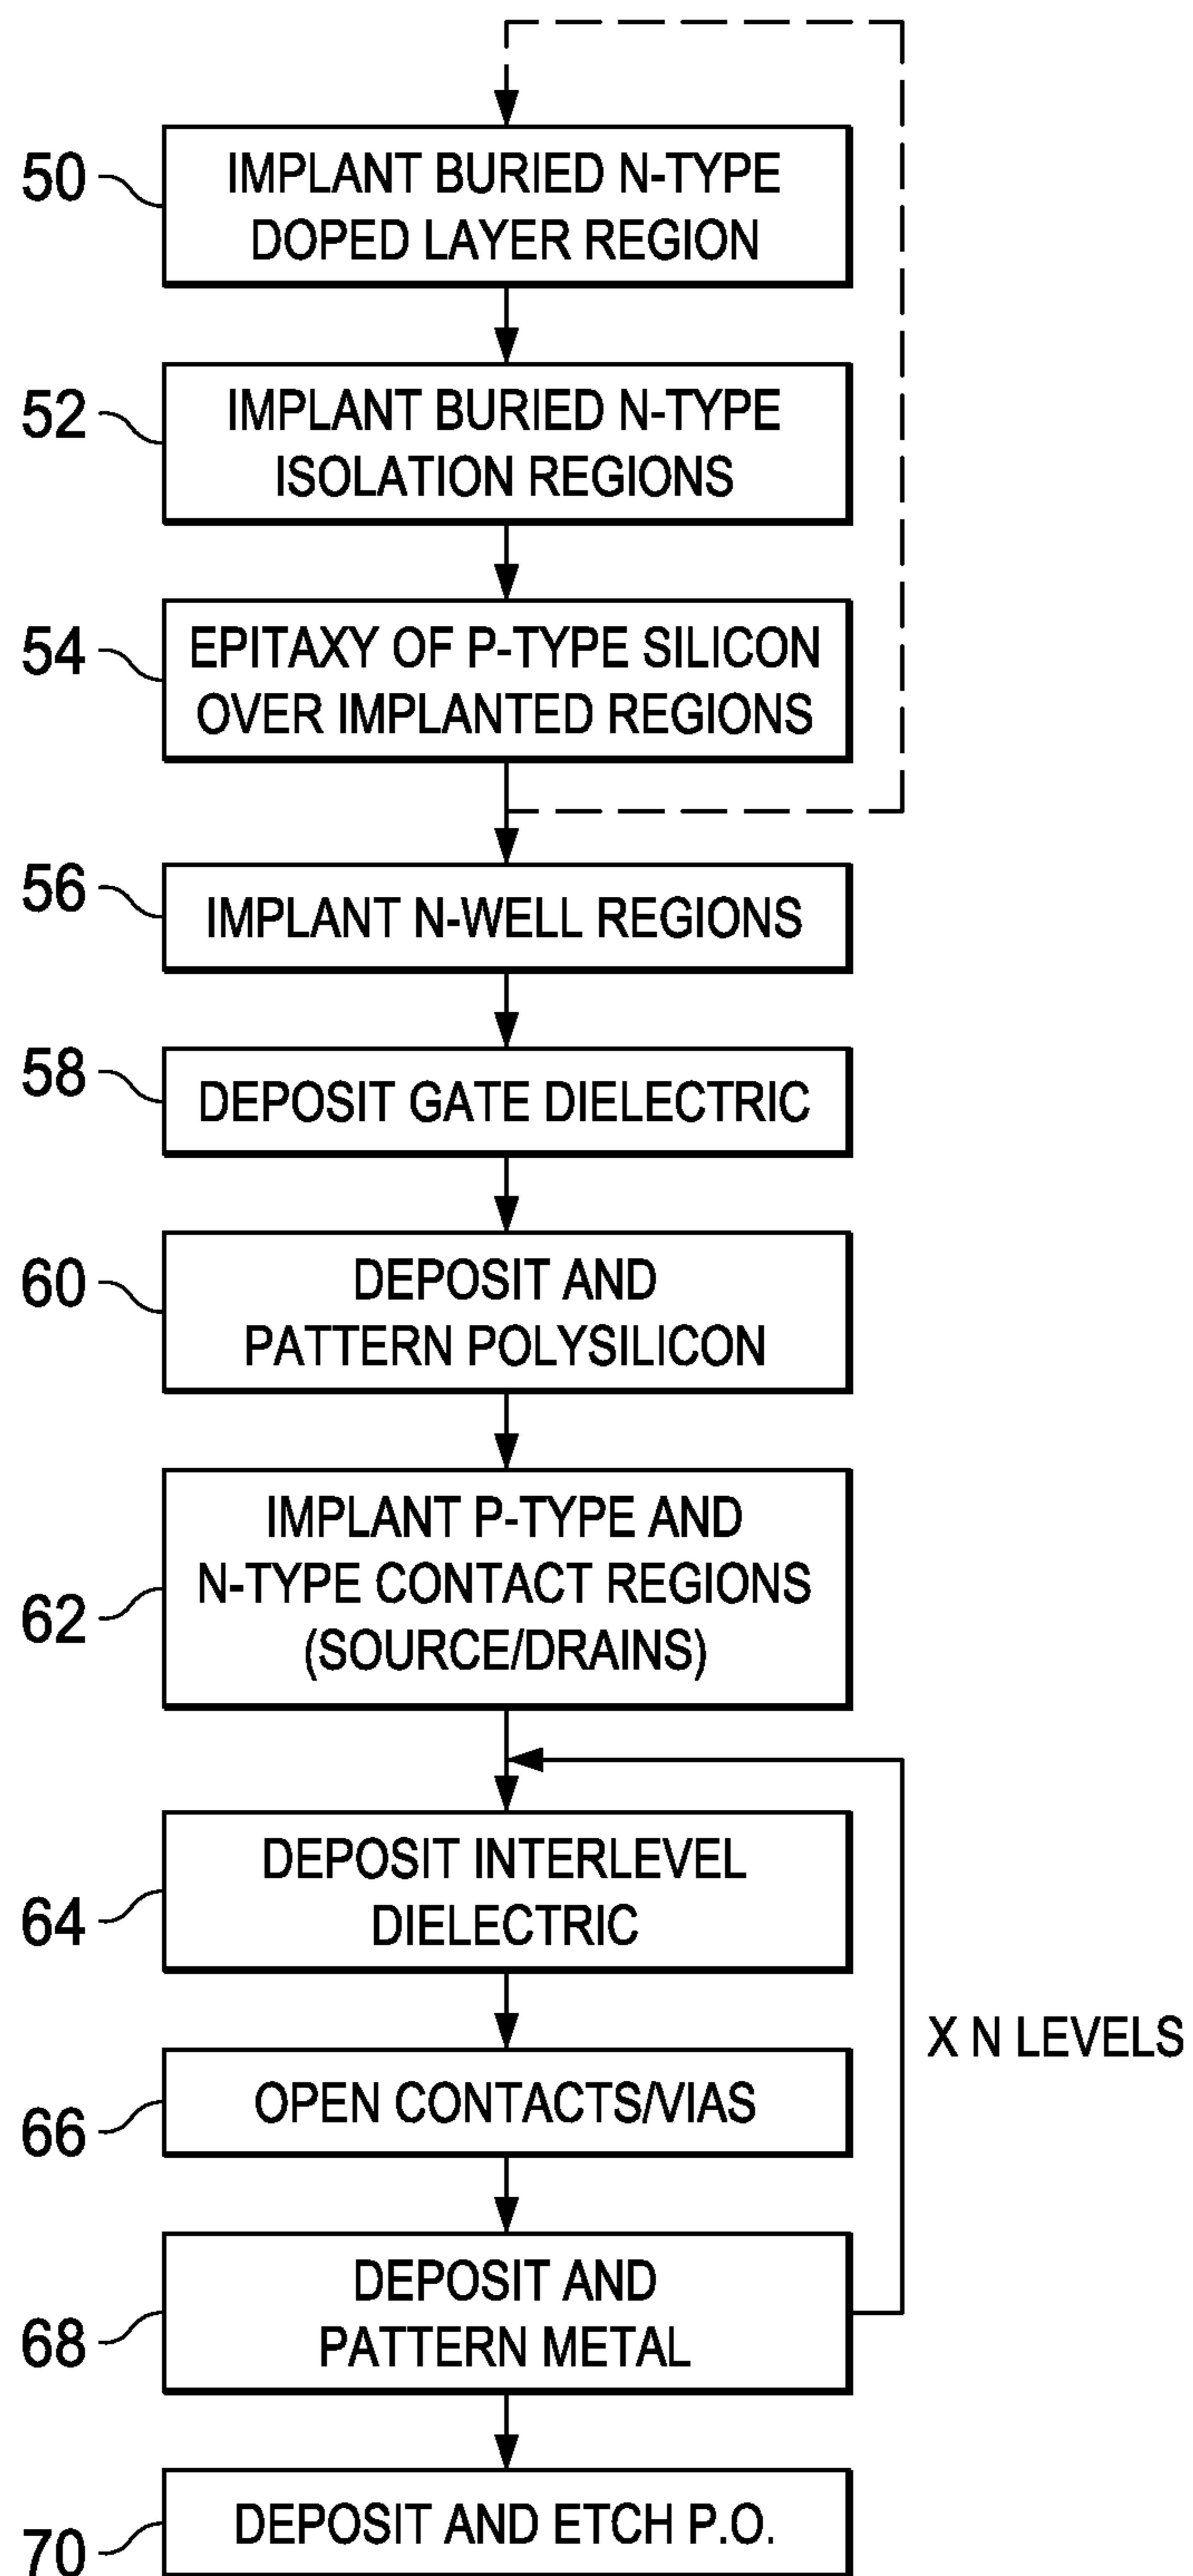 50
IMPLANT BURIED N-TYPE
DOPED LAYER REGION
52
IMPLANT BURIED N-TYPE
ISOLATION REGIONS
54
EPITAXY OF P-TYPE SILICON
OVER IMPLANTED REGIONS
56
IMPLANT N-WELL REGIONS
58
DEPOSIT GATE DIELECTRIC
60
DEPOSIT AND
PATTERN POLYSILICON
62
IMPLANT P-TYPE AND
N-TYPE CONTACT REGIONS
(SOURCE/DRAINS)
64
DEPOSIT INTERLEVEL
DIELECTRIC
X N LEVELS
66
OPEN CONTACTS/VIAS
68
DEPOSIT AND
PATTERN METAL
70
DEPOSIT AND ETCH P.O.